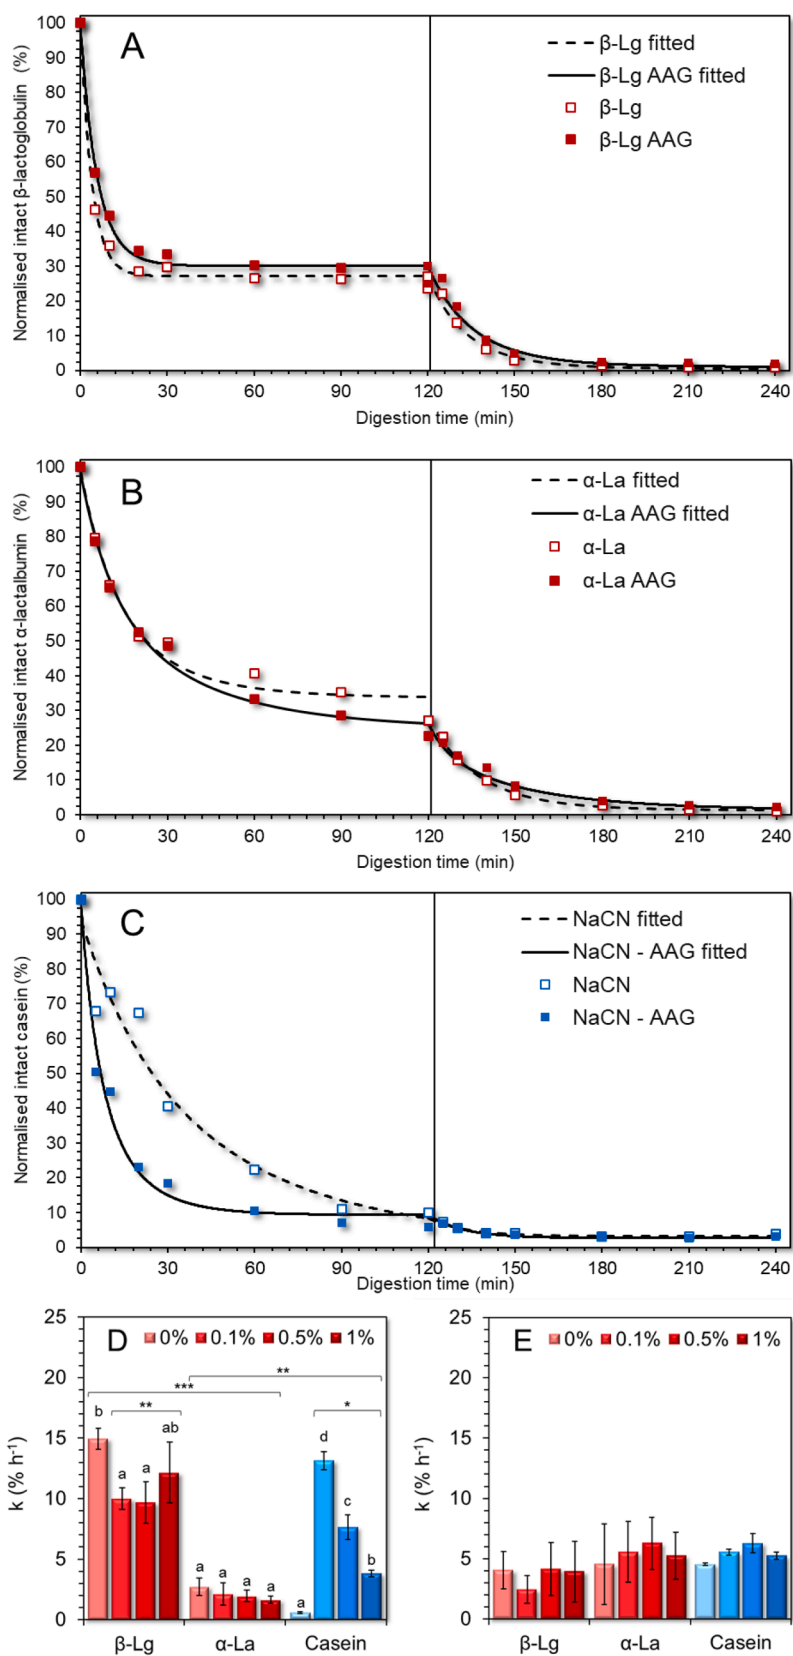 A
Normalised intact β-lactoglobulin (%)
100
90
80
70
60
50
40
30
20
10
0
β-Lg fitted
β-Lg AAG fitted
β-Lg
β-Lg AAG
0 30 60 90 120 150 180 210 240
Digestion time (min)
B
Normalised intact α-lactalbumin (%)
100
90
80
70
60
50
40
30
20
10
0
α-La fitted
α-La AAG fitted
α-La
α-La AAG
0 30 60 90 120 150 180 210 240
Digestion time (min)
C
Normalised intact casein (%)
100
90
80
70
60
50
40
30
20
10
0
NaCN fitted
NaCN - AAG fitted
NaCN
NaCN - AAG
0 30 60 90 120 150 180 210 240
Digestion time (min)
D
0% 0.1% 0.5% 1%
k (% h⁻¹)
25
20
15
10
5
0
**
***
** *
b a a ab a a a a a d c b
β-Lg α-La Casein
E
0% 0.1% 0.5% 1%
k (% h⁻¹)
25
20
15
10
5
0
β-Lg α-La Casein